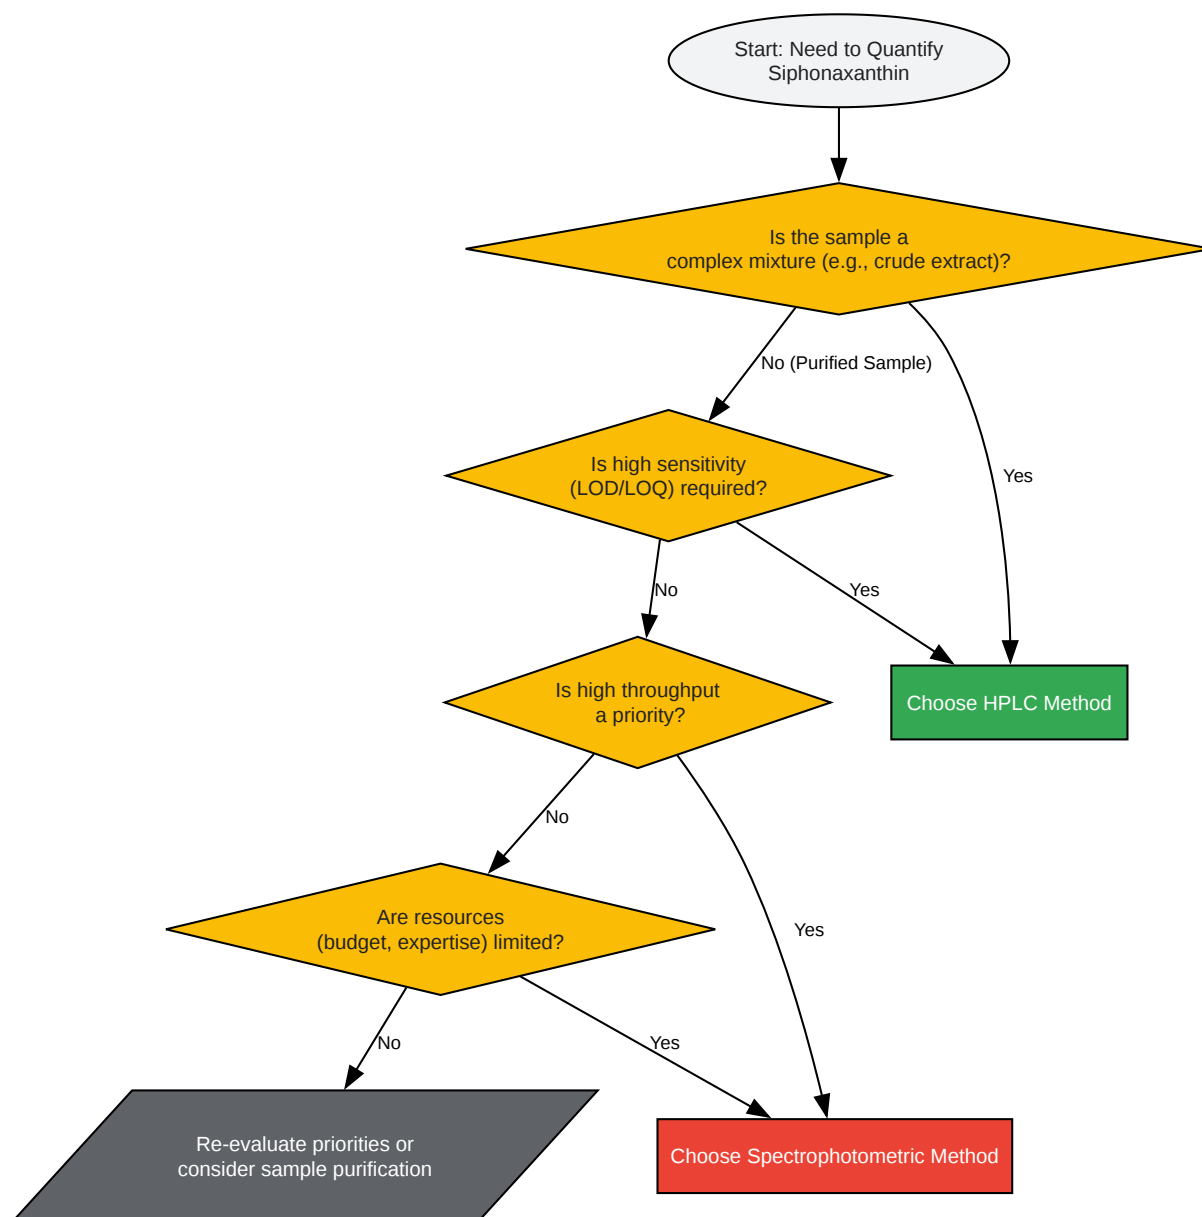 Start: Need to Quantify
Siphonaxanthin
Is the sample a
complex mixture (e.g., crude extract)?
No (Purified Sample)
Is high sensitivity
(LOD/LOQ) required?
Yes
No
Yes
Is high throughput
a priority?
Choose HPLC Method
No
Are resources
(budget, expertise) limited?
Yes
No
Yes
Re-evaluate priorities or
consider sample purification
Choose Spectrophotometric Method